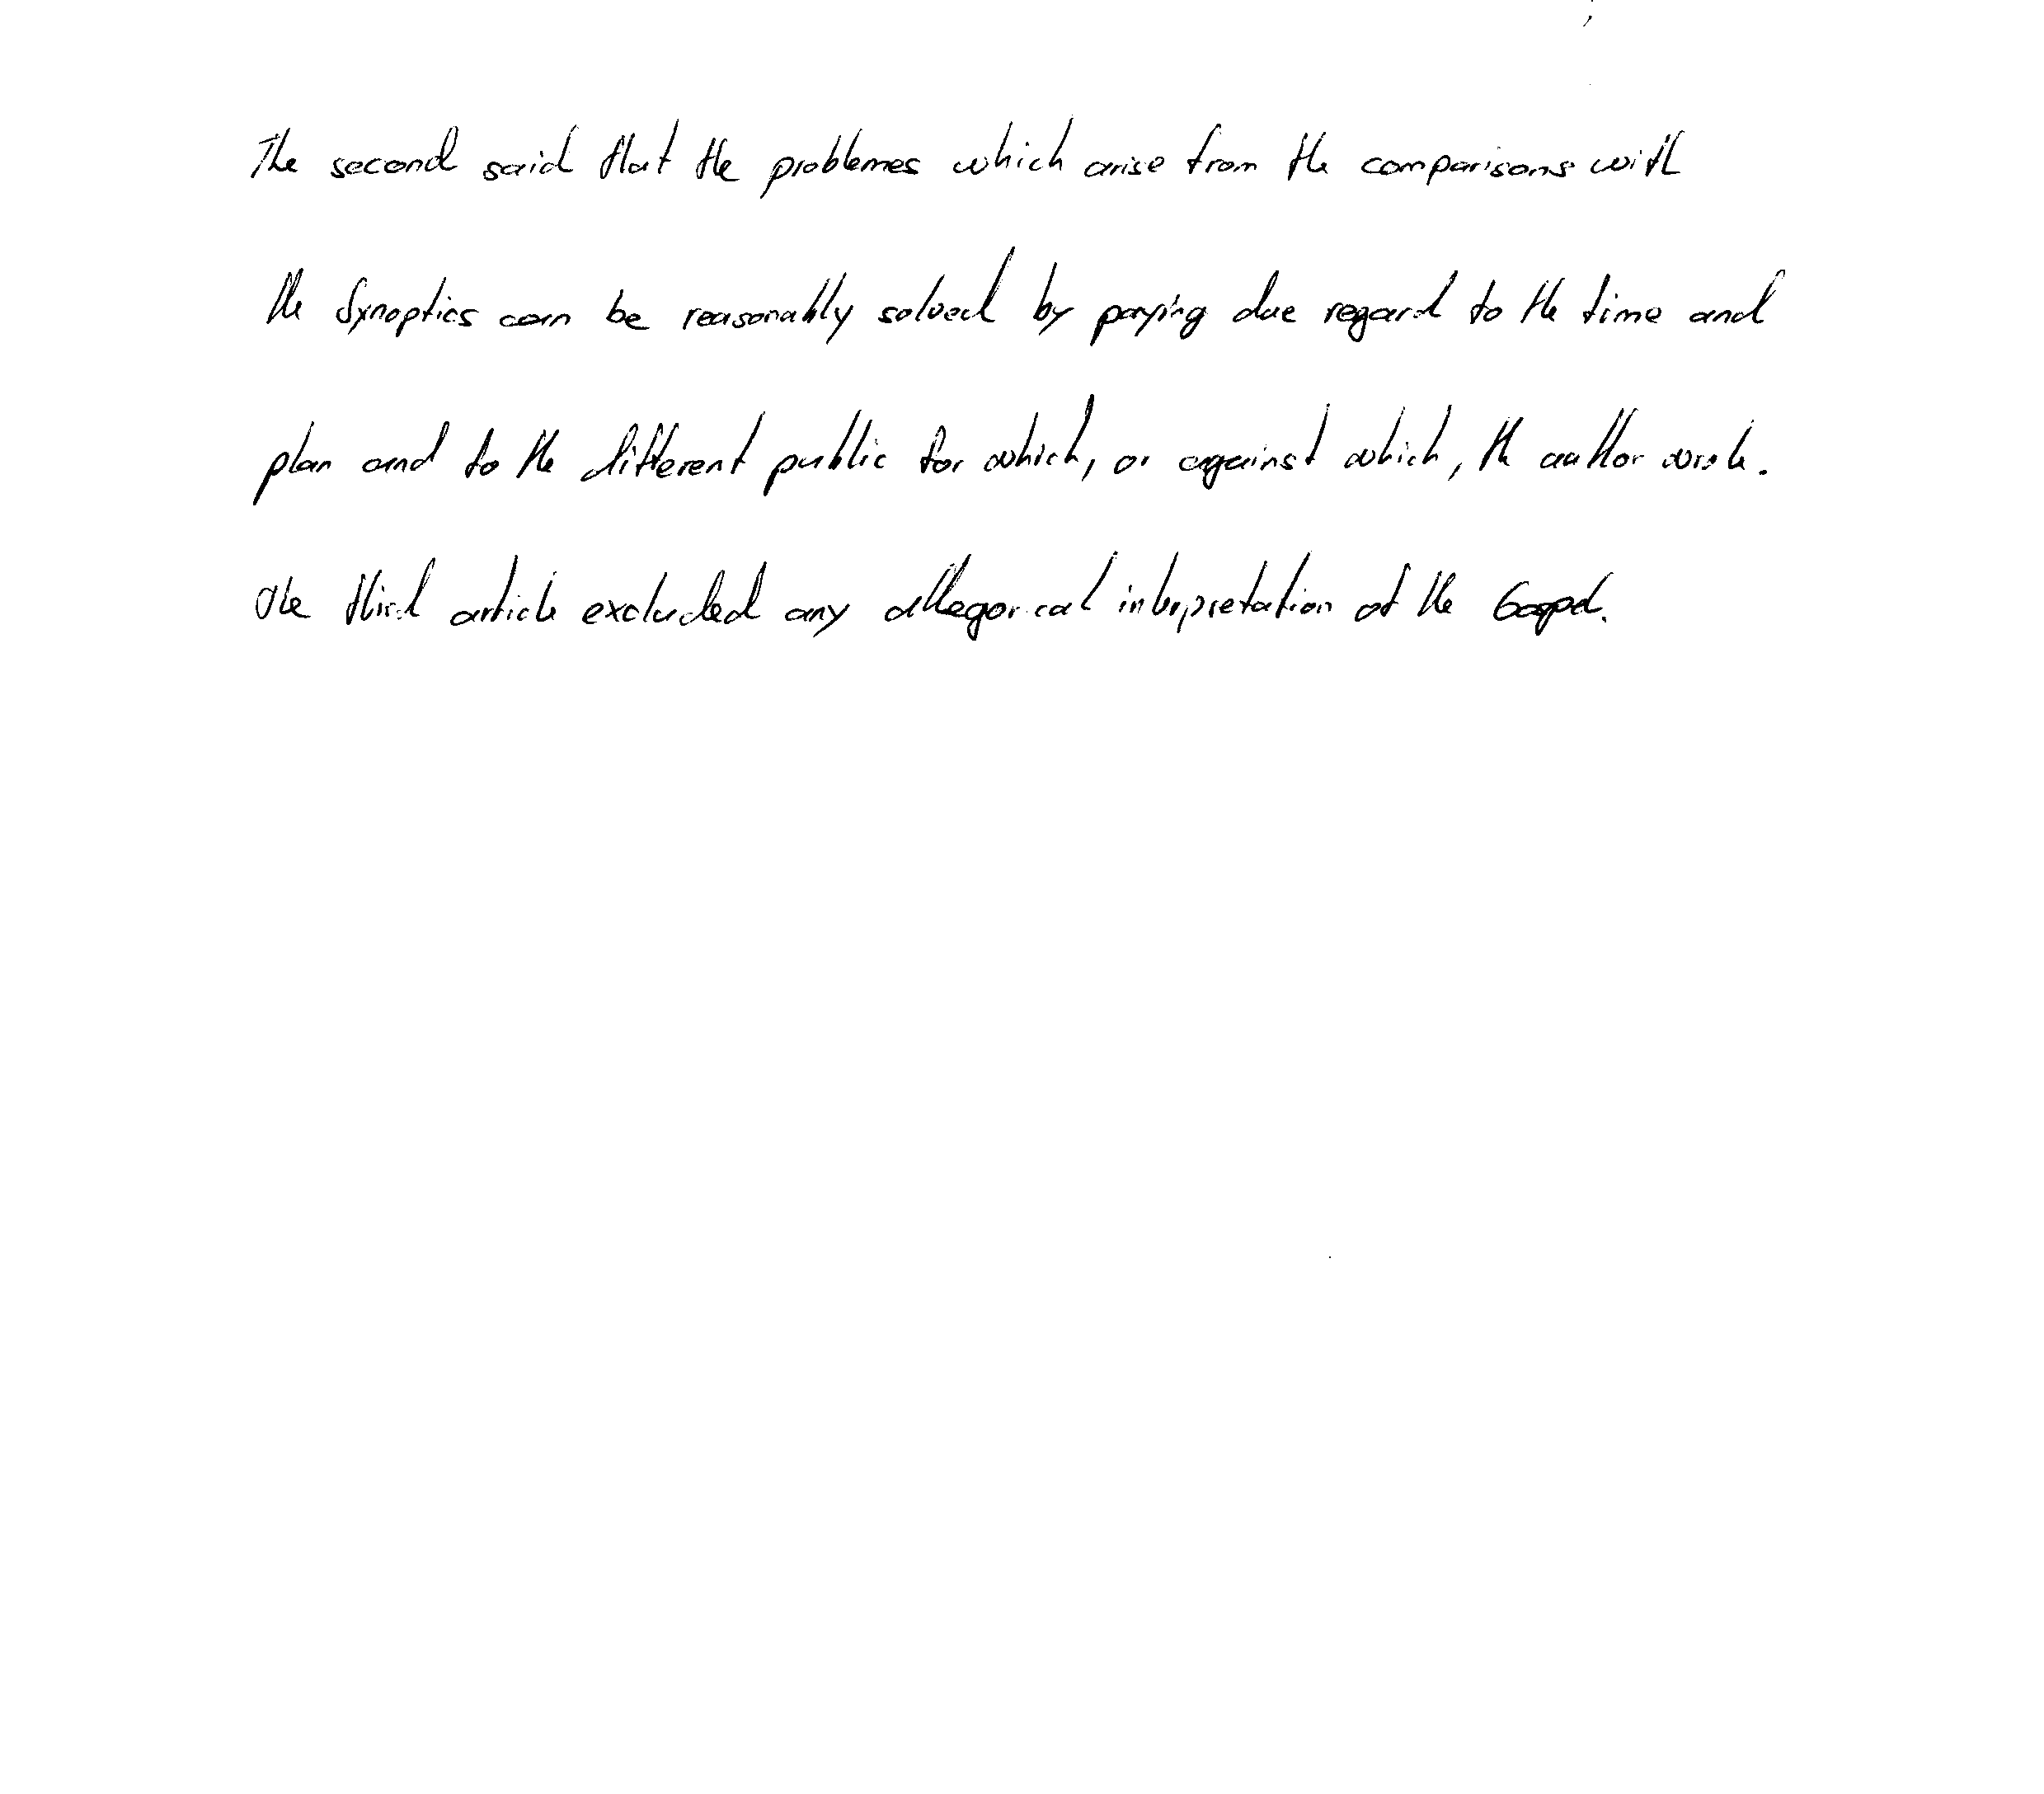 The second said that the problemes which arise from the comparisons with
the Synoptics can be reasonably solved by paying due regard to the time and
plan and to the different public for which, or against which, the author wrote.
The third article excluded any allegorical interpretation of the Gospel.